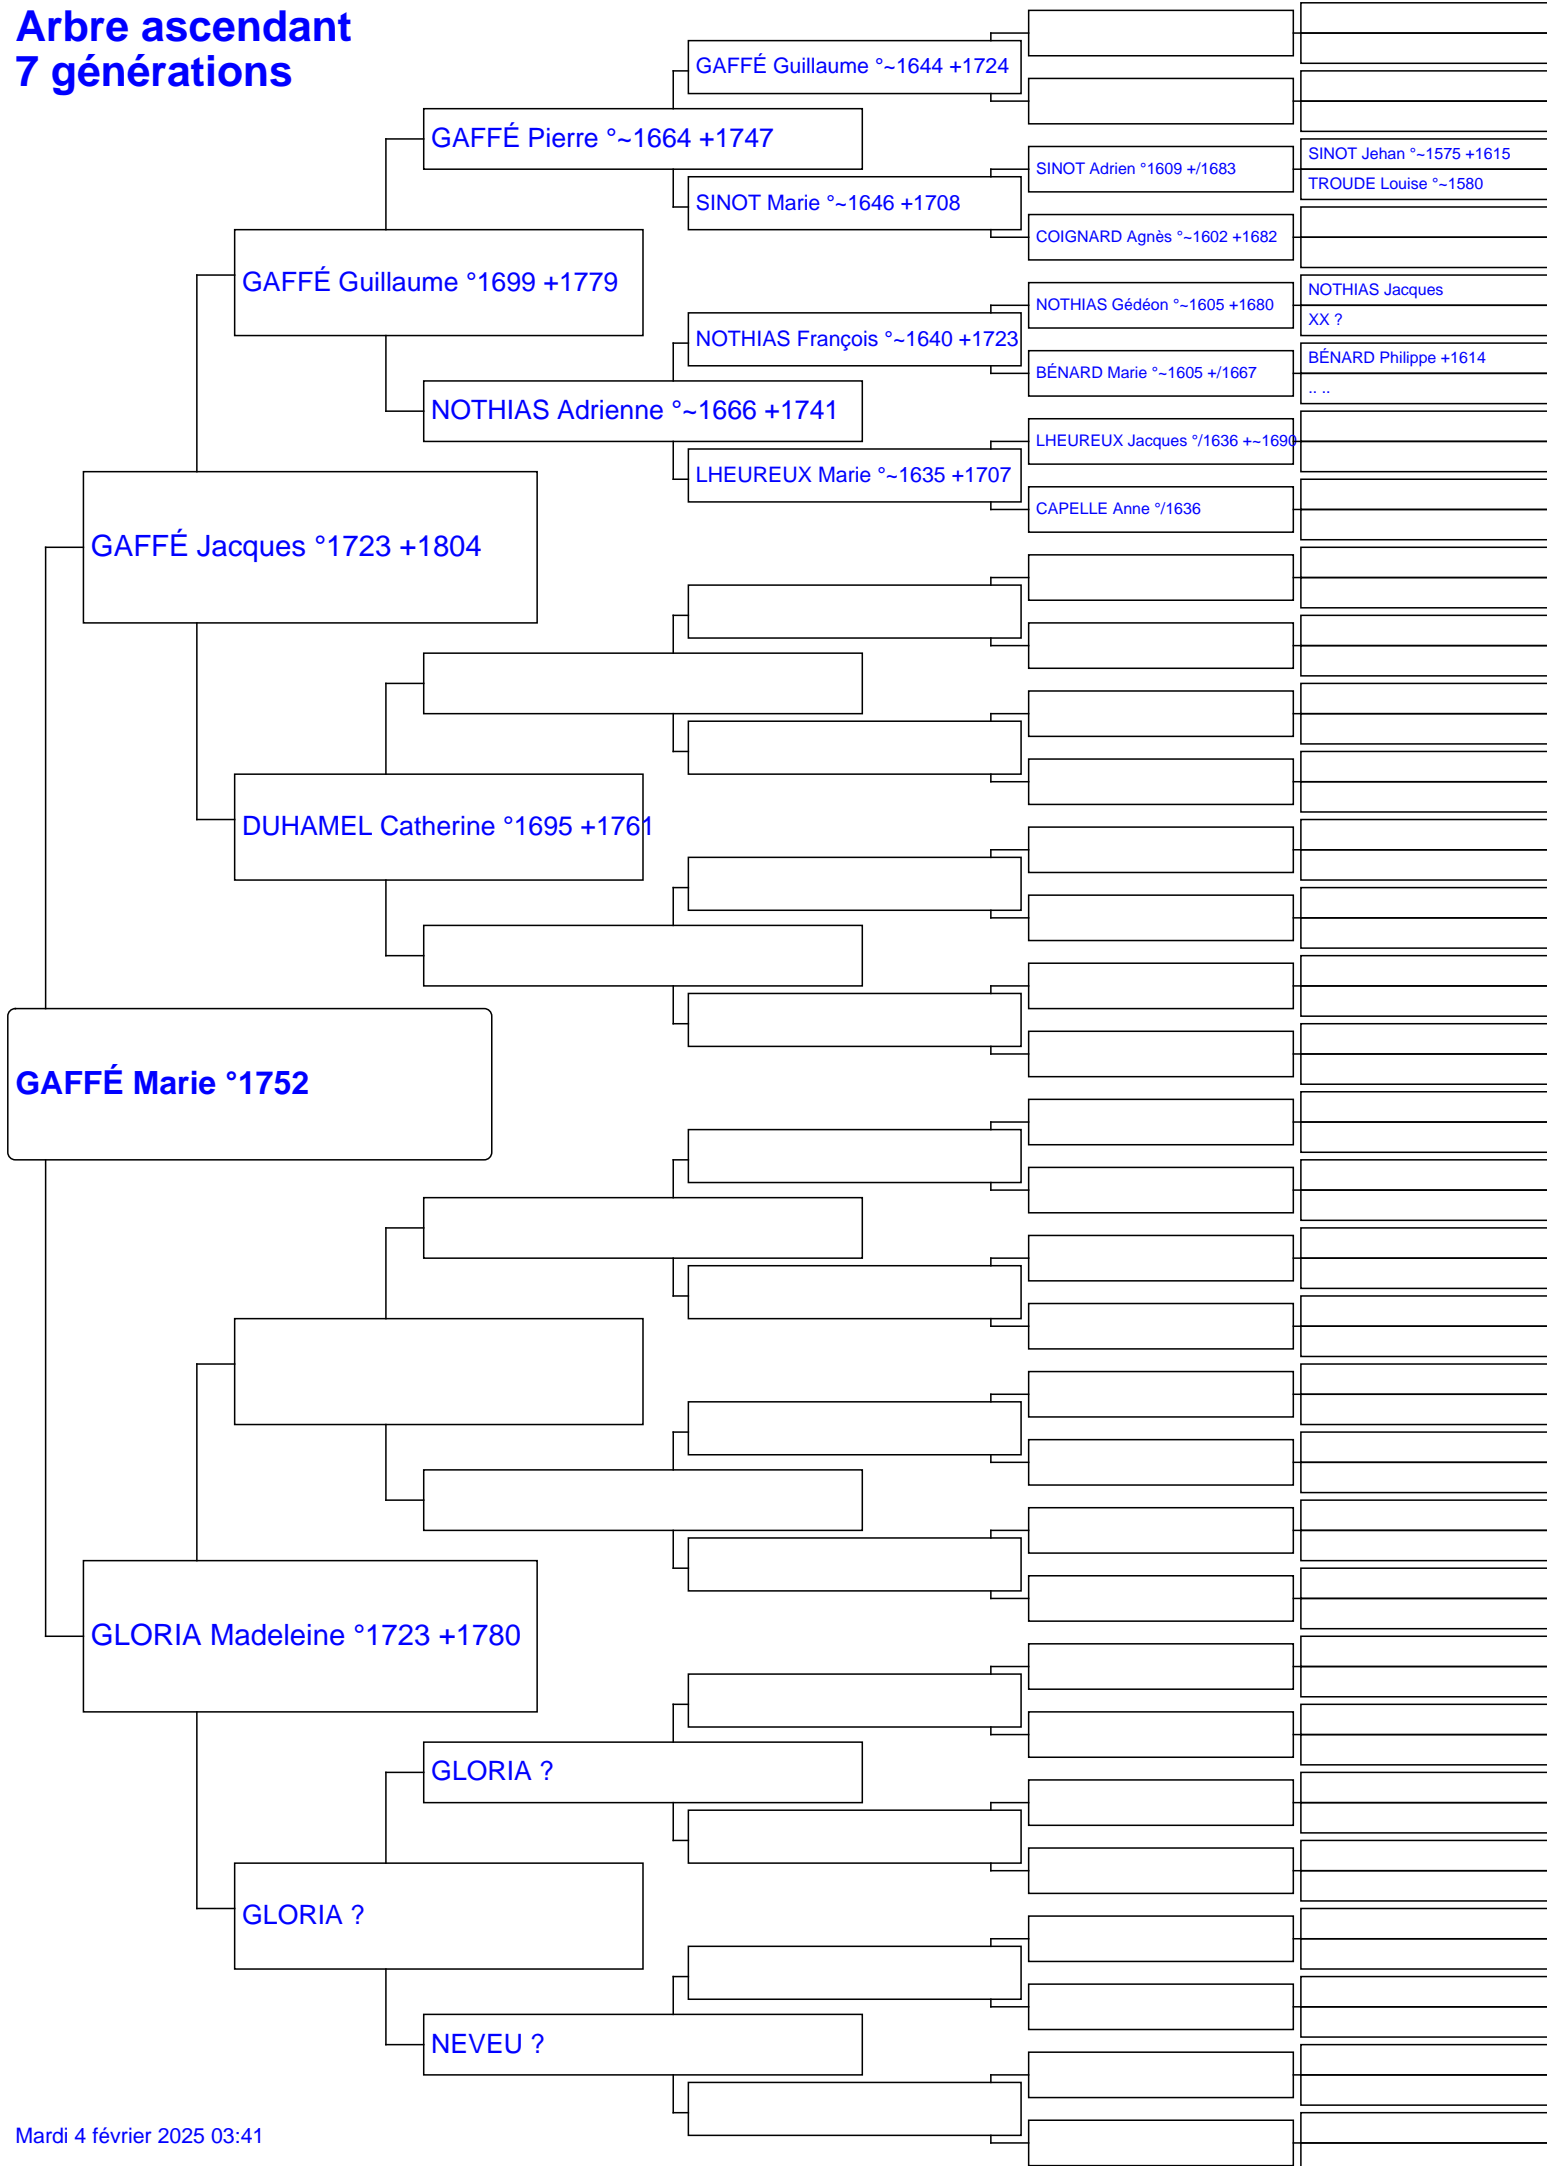 Arbre ascendant
7 générations
GAFFÉ Guillaume °~1644 +1724
GAFFÉ Pierre °~1664 +1747
SINOT Jehan °~1575 +1615
SINOT Adrien °1609 +/1683
TROUDE Louise °~1580
SINOT Marie °~1646 +1708
COIGNARD Agnès °~1602 +1682
GAFFÉ Guillaume °1699 +1779
NOTHIAS Jacques
NOTHIAS Gédéon °~1605 +1680
XX ?
NOTHIAS François °~1640 +1723
BÉNARD Philippe +1614
BÉNARD Marie °~1605 +/1667
.. ..
NOTHIAS Adrienne °~1666 +1741
LHEUREUX Jacques °/1636 +~1690
LHEUREUX Marie °~1635 +1707
CAPELLE Anne °/1636
GAFFÉ Jacques °1723 +1804
DUHAMEL Catherine °1695 +1761
GAFFÉ Marie °1752
GLORIA Madeleine °1723 +1780
GLORIA ?
GLORIA ?
NEVEU ?
Mardi 4 février 2025 03:41